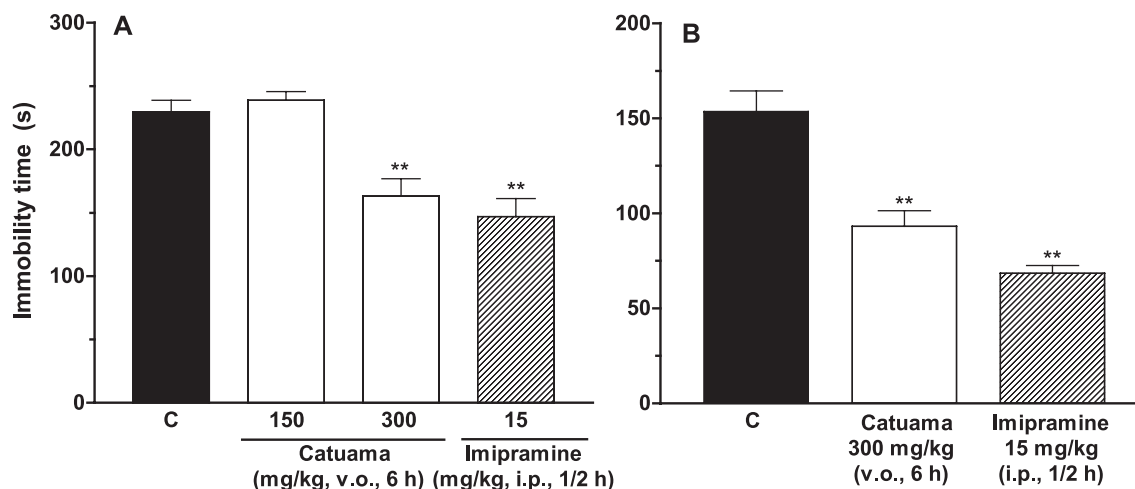 A
Immobility time (s)
300
200
100
0
**
**
C
150
300
15
Catuama
(mg/kg, v.o., 6 h)
Imipramine
(mg/kg, i.p., 1/2 h)
B
200
150
100
50
0
**
**
C
Catuama
300 mg/kg
(v.o., 6 h)
Imipramine
15 mg/kg
(i.p., 1/2 h)